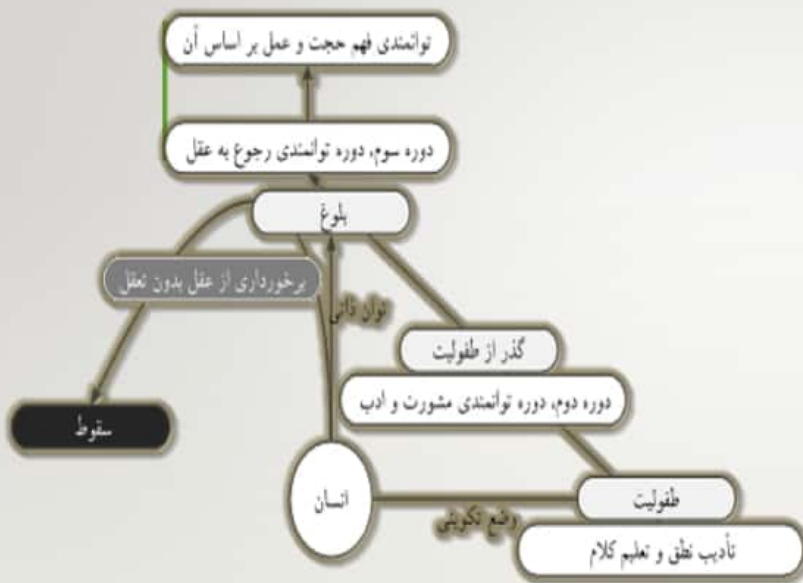 توانمندی فهم حجت و عمل بر اساس آن
دوره سوم، دوره توانمندی رجوع به عقل
بلوغ
برخورداری از عقل بدون تعقل
توان ذاتی
گذر از طفولیت
دوره دوم، دوره توانمندی مشورت و ادب
سقوط
انسان
وضع تکوینی
طفولیت
تأدیب نطق و تعلیم کلام